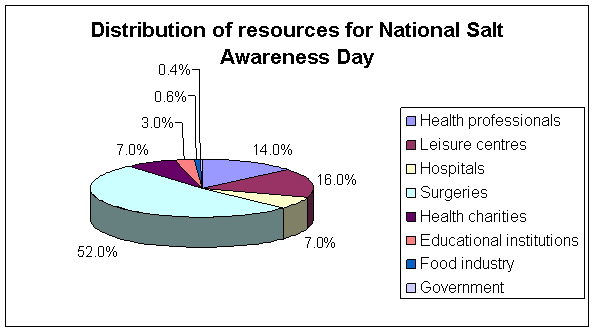 Distribution of resources for National Salt
Awareness Day
0.4%
0.6%
3.0%
7.0%
14.0%
16.0%
7.0%
52.0%
Health professionals
Leisure centres
Hospitals
Surgeries
Health charities
Educational institutions
Food industry
Government